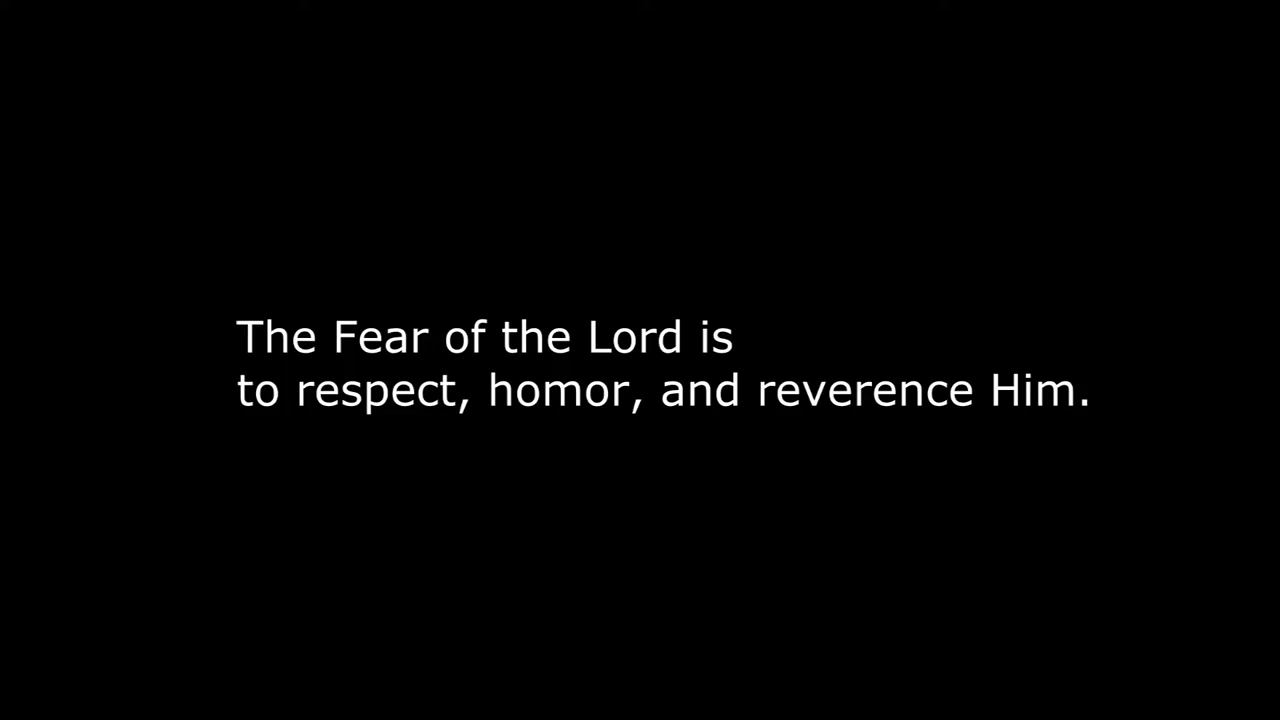 The Fear of the Lord is
to respect, homor, and reverence Him.